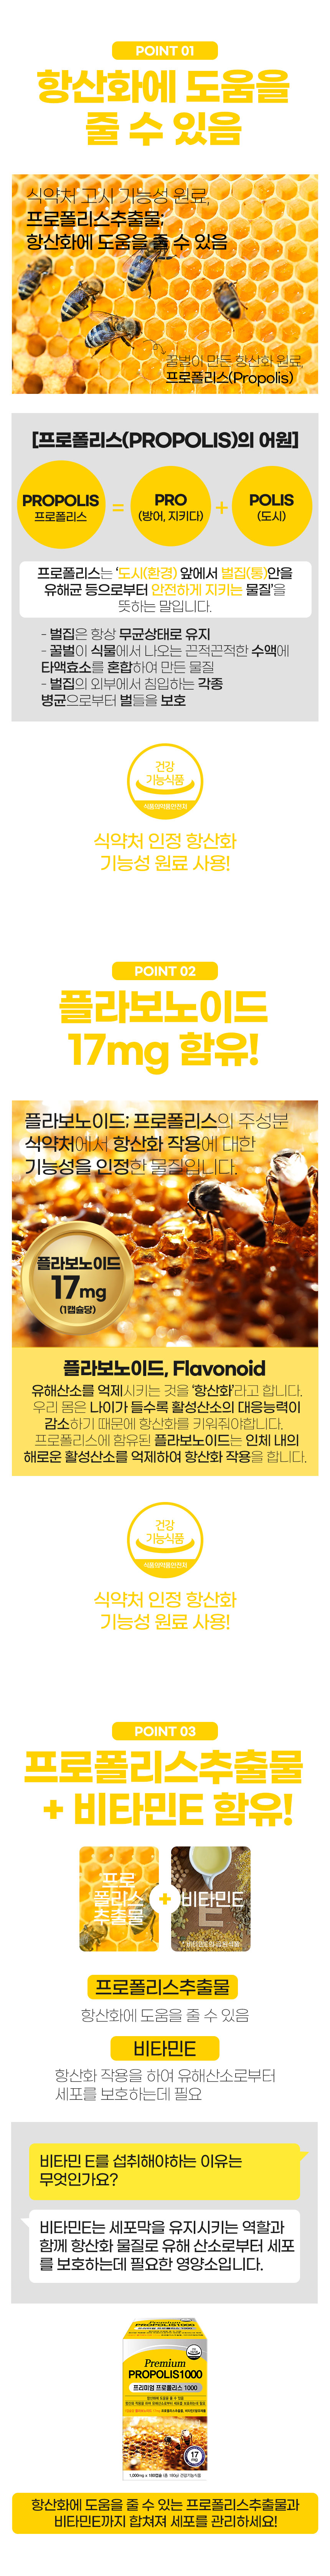 POINT 01
항산화에 도움을
줄 수 있음
식약처 고시 기능성 원료,
프로폴리스추출물;
항산화에 도움을 줄 수 있음
꿀벌이 만든 항산화 원료,
프로폴리스(Propolis)
[프로폴리스(PROPOLIS)의 어원]
PROPOLIS
프로폴리스
=
PRO
(방어, 지키다)
+
POLIS
(도시)
프로폴리스는 ‘도시(환경) 앞에서 벌집(통)안을
유해균 등으로부터 안전하게 지키는 물질’을
뜻하는 말입니다.
- 벌집은 항상 무균상태로 유지
- 꿀벌이 식물에서 나오는 끈적끈적한 수액에
타액효소를 혼합하여 만든 물질
- 벌집의 외부에서 침입하는 각종
병균으로부터 벌들을 보호
건강
기능식품
식품의약품안전처
식약처 인정 항산화
기능성 원료 사용!
POINT 02
플라보노이드
17mg 함유!
플라보노이드; 프로폴리스의 주성분
식약처에서 항산화 작용에 대한
기능성을 인정한 물질입니다.
플라보노이드
17mg
(1캡슐당)
플라보노이드, Flavonoid
유해산소를 억제시키는 것을 ‘항산화’라고 합니다.
우리 몸은 나이가 들수록 활성산소의 대응능력이
감소하기 때문에 항산화를 키워줘야합니다.
프로폴리스에 함유된 플라보노이드는 인체 내의
해로운 활성산소를 억제하여 항산화 작용을 합니다.
건강
기능식품
식품의약품안전처
식약처 인정 항산화
기능성 원료 사용!
POINT 03
프로폴리스추출물
+ 비타민E 함유!
프로
폴리스
추출물
+
비타민E
E
프로폴리스추출물
항산화에 도움을 줄 수 있음
비타민E
항산화 작용을 하여 유해산소로부터
세포를 보호하는데 필요
비타민 E를 섭취해야하는 이유는
무엇인가요?
비타민E는 세포막을 유지시키는 역할과
함께 항산화 물질로 유해 산소로부터 세포
를 보호하는데 필요한 영양소입니다.
Premium
PROPOLIS1000
프리미엄 프로폴리스 1000
항산화에 도움을 줄 수 있음
17
mg
항산화에 도움을 줄 수 있는 프로폴리스추출물과
비타민E까지 합쳐져 세포를 관리하세요!